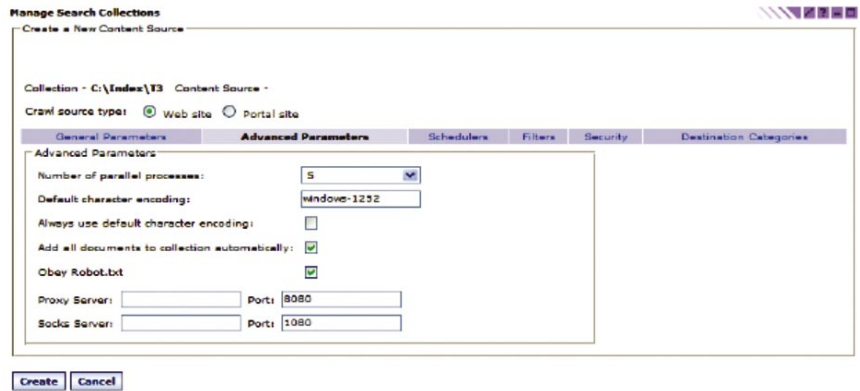 Manage Search Collections
Create a New Content Source
Collection - C:\Index\T3 Content Source -
Crawl source type: Web site Portal site
General Parameters Advanced Parameters Schedulers Filters Security Destination Categories
Advanced Parameters
Number of parallel processes: 5
Default character encoding: windows-1252
Always use default character encoding:
Add all documents to collection automatically:
Obey Robot.txt
Proxy Server: Port: 8080
Socks Server: Port: 1080
Create Cancel